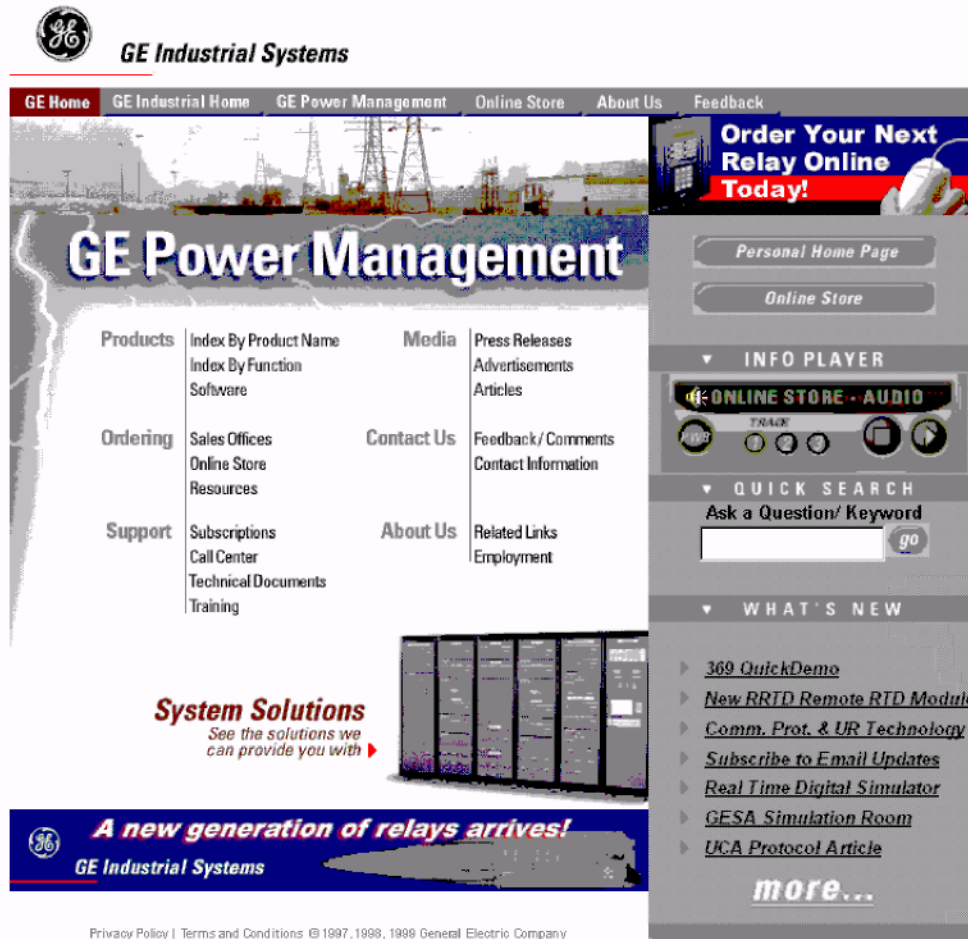 GE Industrial Systems
GE Home GE Industrial Home GE Power Management Online Store About Us Feedback
Order Your Next
Relay Online
Today!
GE Power Management
Personal Home Page
Online Store
Products
Index By Product Name
Index By Function
Software
Media
Press Releases
Advertisements
Articles
Ordering
Sales Offices
Online Store
Resources
Contact Us
Feedback/Comments
Contact Information
Support
Subscriptions
Call Center
Technical Documents
Training
About Us
Related Links
Employment
System Solutions
See the solutions we
can provide you with
INFO PLAYER
ONLINE STORE - AUDIO
TRACK
PWR 1 2 3
QUICK SEARCH
Ask a Question/ Keyword
go
WHAT'S NEW
369 QuickDemo
New RRTD Remote RTD Module
Comm. Prot. & UR Technology
Subscribe to Email Updates
Real Time Digital Simulator
GESA Simulation Room
UCA Protocol Article
more...
A new generation of relays arrives!
GE Industrial Systems
Privacy Policy | Terms and Conditions © 1997, 1998, 1999 General Electric Company